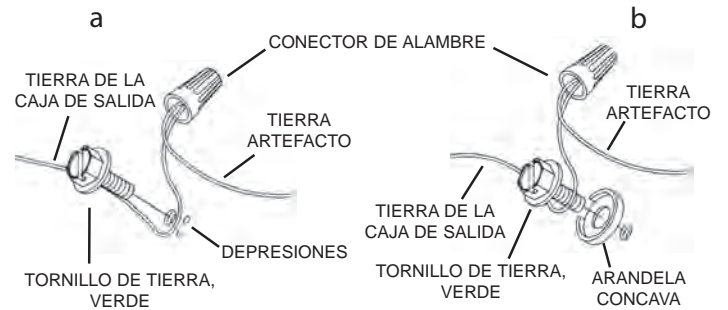 a
b
CONECTOR DE ALAMBRE
TIERRA DE LA
CAJA DE SALIDA
TIERRA
ARTEFACTO
DEPRESIONES
TORNILLO DE TIERRA,
VERDE
TIERRA
ARTEFACTO
TIERRA DE LA
CAJA DE SALIDA
TORNILLO DE TIERRA,
VERDE
ARANDELA
CONCAVA